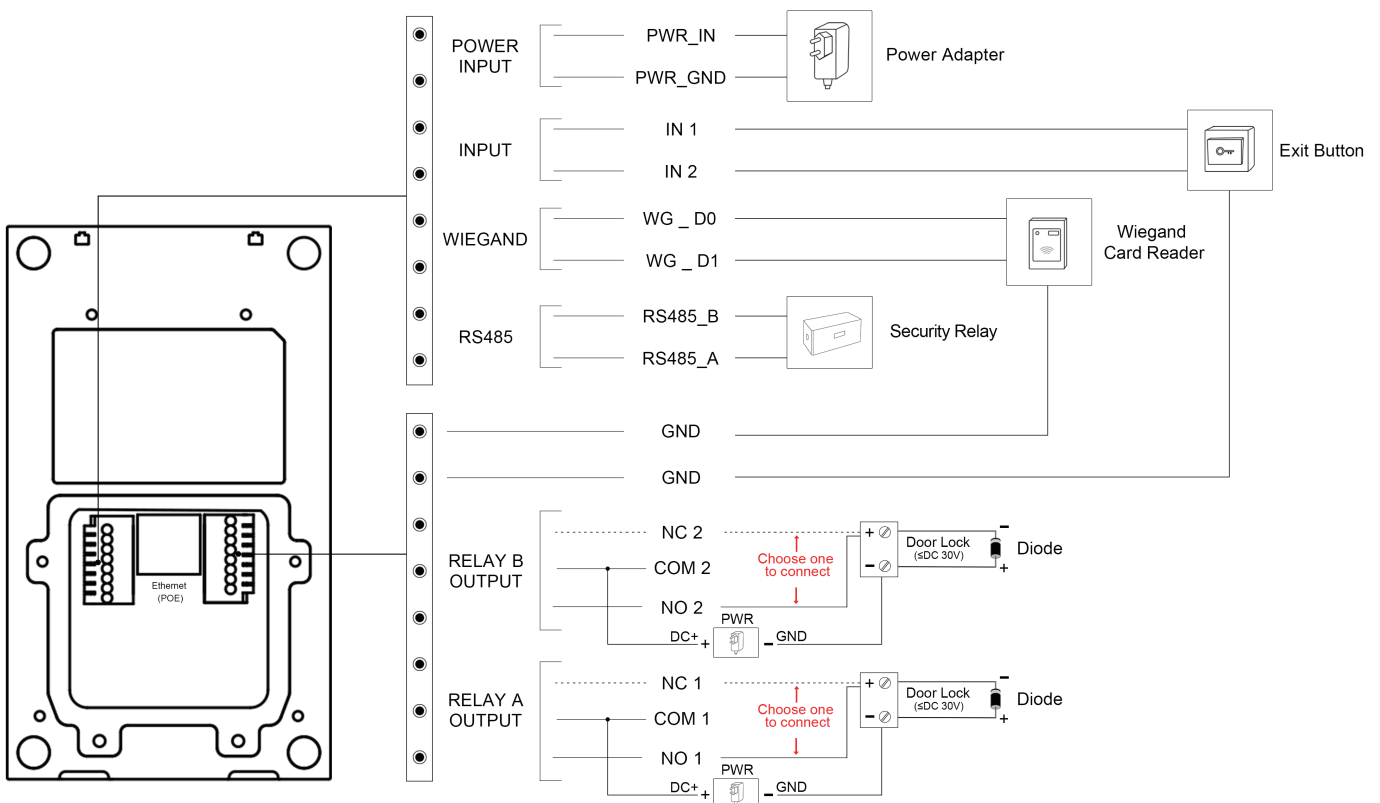 POWER
INPUT
PWR_IN
PWR_GND
Power Adapter
INPUT
IN 1
IN 2
Exit Button
WIEGAND
WG _ D0
WG _ D1
Wiegand
Card Reader
RS485
RS485_B
RS485_A
Security Relay
GND
GND
Ethernet
(POE)
RELAY B
OUTPUT
NC 2
COM 2
NO 2
Choose one
to connect
DC+ +
PWR
− GND
+
−
Door Lock
(≤DC 30V)
−
Diode
+
RELAY A
OUTPUT
NC 1
COM 1
NO 1
Choose one
to connect
DC+ +
PWR
− GND
+
−
Door Lock
(≤DC 30V)
−
Diode
+